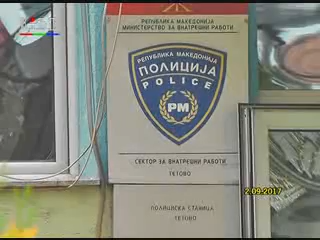 РЕПУБЛИКА МАКЕДОНИЈА
МИНИСТЕРСТВО ЗА ВНАТРЕШНИ РАБОТИ
РЕПУБЛИКА МАКЕДОНИЈА
ПОЛИЦИЈА
POLICE
РМ
СЕКТОР ЗА ВНАТРЕШНИ РАБОТИ
ТЕТОВО
2.09.2017
ПОЛИЦИСКА СТАНИЦА
ТЕТОВО